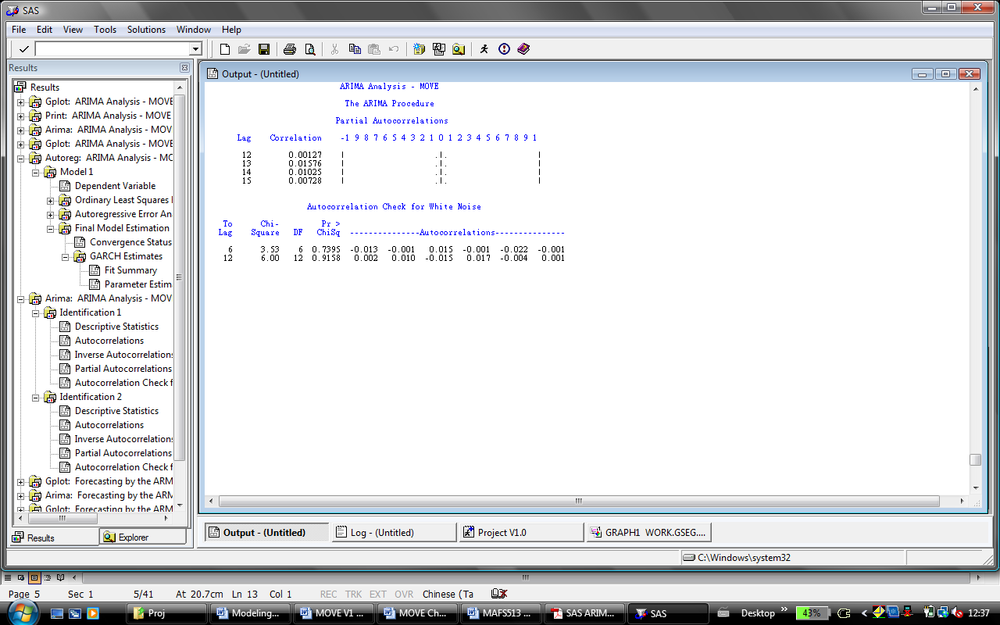 SAS
File Edit View Tools Solutions Window Help
Results
Results
Gplot: ARIMA Analysis - MOVE
Print: ARIMA Analysis - MOVE
Arima: ARIMA Analysis - MOV
Gplot: ARIMA Analysis - MOVE
Autoreg: ARIMA Analysis - MO
Model 1
Dependent Variable
Ordinary Least Squares
Autoregressive Error An
Final Model Estimation
Convergence Status
GARCH Estimates
Fit Summary
Parameter Estim
Arima: ARIMA Analysis - MOV
Identification 1
Descriptive Statistics
Autocorrelations
Inverse Autocorrelation
Partial Autocorrelations
Autocorrelation Check f
Identification 2
Descriptive Statistics
Autocorrelations
Inverse Autocorrelation
Partial Autocorrelations
Autocorrelation Check f
Gplot: Forecasting by the ARM
Arima: Forecasting by the ARM
Gplot: Forecasting by the ARM
Results Explorer
Output - (Untitled)
ARIMA Analysis - MOVE
The ARIMA Procedure
Partial Autocorrelations
Lag Correlation -1 9 8 7 6 5 4 3 2 1 0 1 2 3 4 5 6 7 8 9 1
12 0.00127 | .|. |
13 0.01576 | .|. |
14 0.01025 | .|. |
15 0.00728 | .|. |
Autocorrelation Check for White Noise
To Chi- Pr >
Lag Square DF ChiSq ---------------Autocorrelations---------------
6 3.53 6 0.7395 -0.013 -0.001 0.015 -0.001 -0.022 -0.001
12 6.00 12 0.9158 0.002 0.010 -0.015 0.017 -0.004 0.001
Output - (Untitled) Log - (Untitled) Project V1.0 GRAPH1 WORK.GSEG....
C:\Windows\system32
Page 5 Sec 1 5/41 At 20.7cm Ln 13 Col 1 REC TRK EXT OVR Chinese (Ta
Proj Modeling... MOVE V1 ... MOVE Ch... MAFS513 ... SAS ARIM... SAS Desktop » 43% 12:37